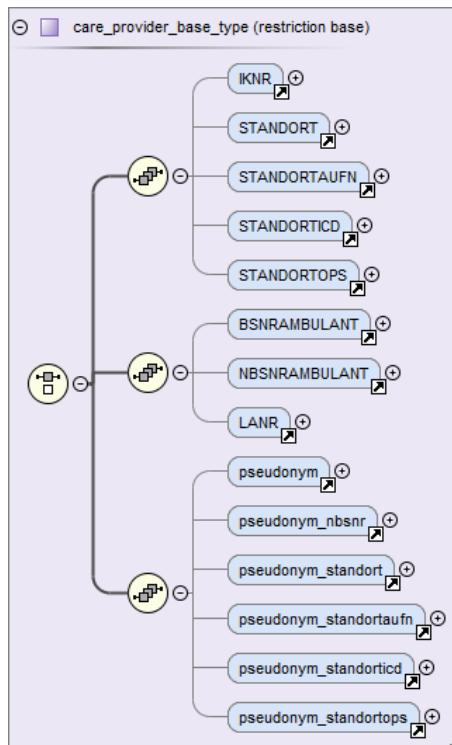 care_provider_base_type (restriction base)
IKNR
STANDORT
STANDORTAUFN
STANDORTICD
STANDORTOPS
BSNRAMBULANT
NBSNRAMBULANT
LANR
pseudonym
pseudonym_nbsnr
pseudonym_standort
pseudonym_standortaufn
pseudonym_standorticd
pseudonym_standortops